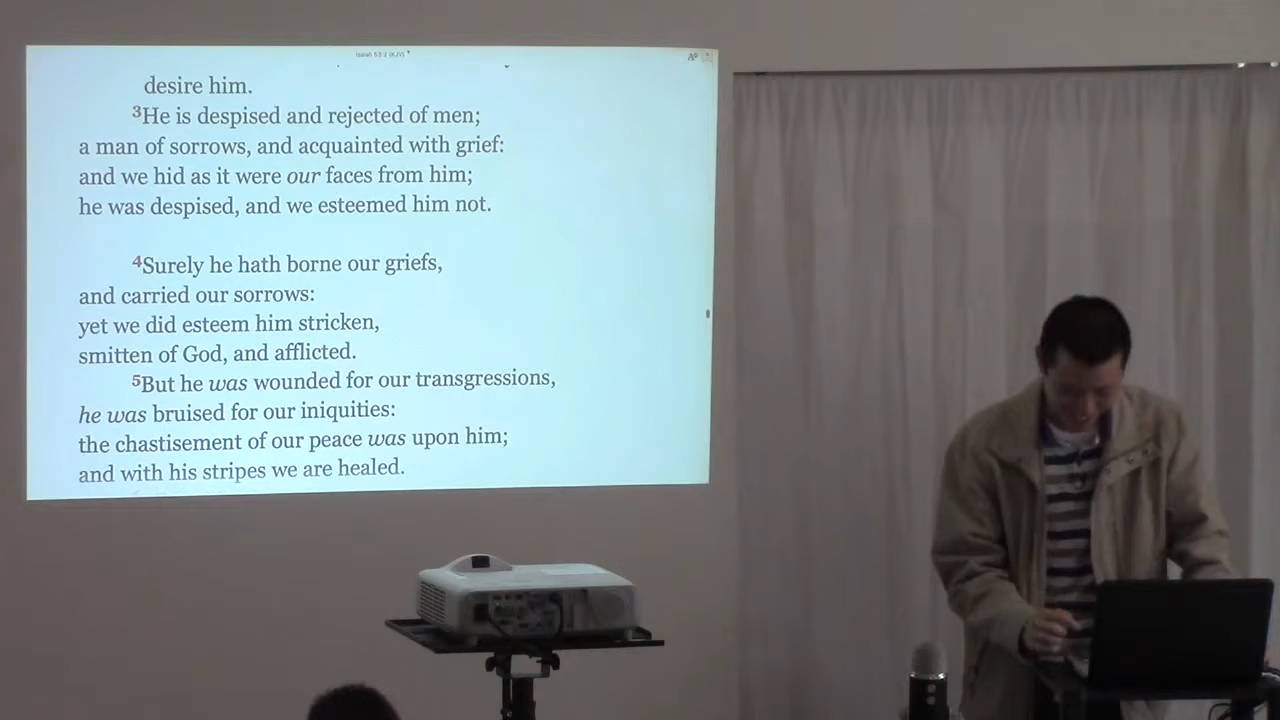 Isaiah 53:2 (KJV)
desire him.
3He is despised and rejected of men;
a man of sorrows, and acquainted with grief:
and we hid as it were our faces from him;
he was despised, and we esteemed him not.
4Surely he hath borne our griefs,
and carried our sorrows:
yet we did esteem him stricken,
smitten of God, and afflicted.
5But he was wounded for our transgressions,
he was bruised for our iniquities:
the chastisement of our peace was upon him;
and with his stripes we are healed.